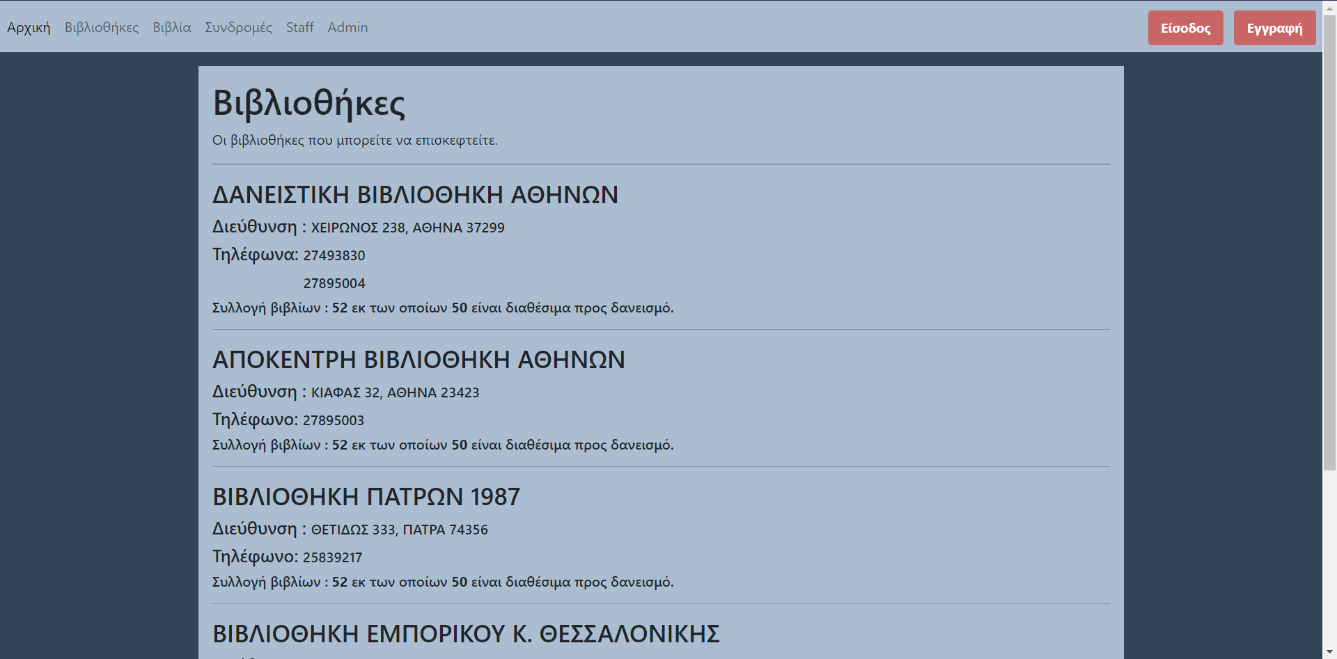 Αρχική Βιβλιοθήκες Βιβλία Συνδρομές Staff Admin Είσοδος Εγγραφή
Βιβλιοθήκες
Οι βιβλιοθήκες που μπορείτε να επισκεφτείτε.
ΔΑΝΕΙΣΤΙΚΗ ΒΙΒΛΙΟΘΗΚΗ ΑΘΗΝΩΝ
Διεύθυνση : ΧΕΙΡΩΝΟΣ 238, ΑΘΗΝΑ 37299
Τηλέφωνα: 27493830
27895004
Συλλογή βιβλίων : 52 εκ των οποίων 50 είναι διαθέσιμα προς δανεισμό.
ΑΠΟΚΕΝΤΡΗ ΒΙΒΛΙΟΘΗΚΗ ΑΘΗΝΩΝ
Διεύθυνση : ΚΙΑΦΑΣ 32, ΑΘΗΝΑ 23423
Τηλέφωνο: 27895003
Συλλογή βιβλίων : 52 εκ των οποίων 50 είναι διαθέσιμα προς δανεισμό.
ΒΙΒΛΙΟΘΗΚΗ ΠΑΤΡΩΝ 1987
Διεύθυνση : ΘΕΤΙΔΩΣ 333, ΠΑΤΡΑ 74356
Τηλέφωνο: 25839217
Συλλογή βιβλίων : 52 εκ των οποίων 50 είναι διαθέσιμα προς δανεισμό.
ΒΙΒΛΙΟΘΗΚΗ ΕΜΠΟΡΙΚΟΥ Κ. ΘΕΣΣΑΛΟΝΙΚΗΣ